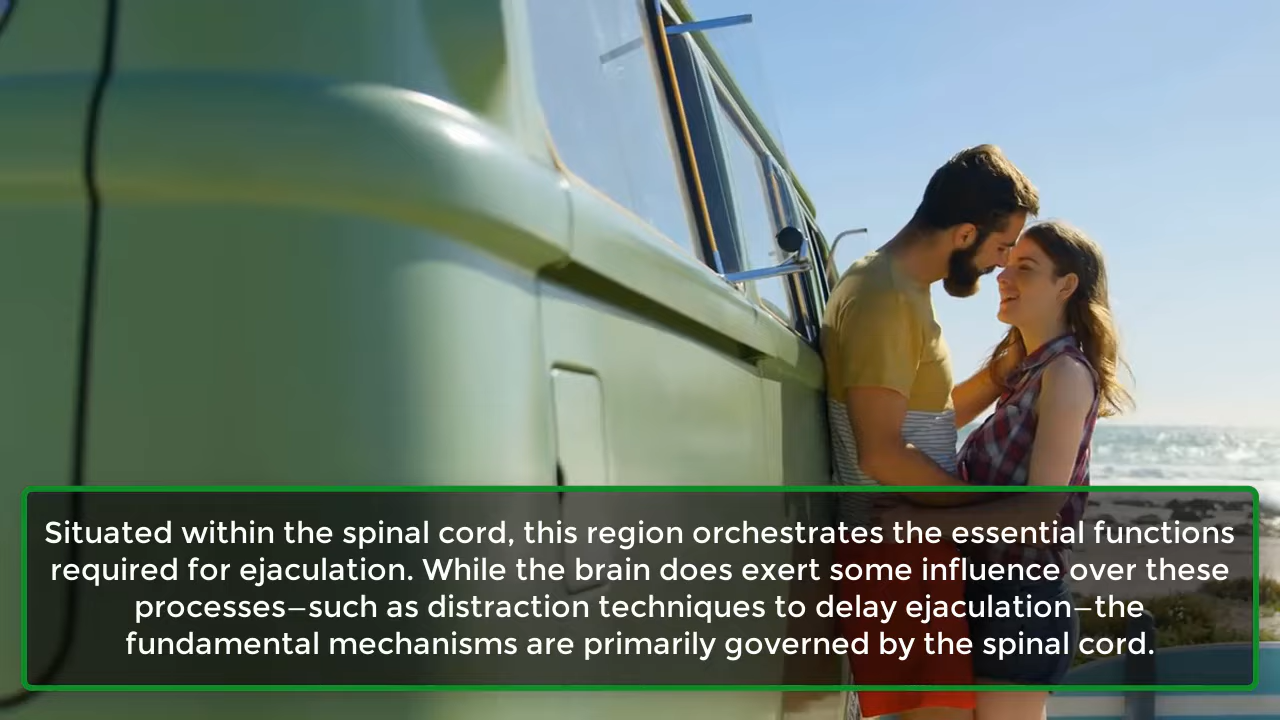 Situated within the spinal cord, this region orchestrates the essential functions
required for ejaculation. While the brain does exert some influence over these
processes—such as distraction techniques to delay ejaculation—the
fundamental mechanisms are primarily governed by the spinal cord.